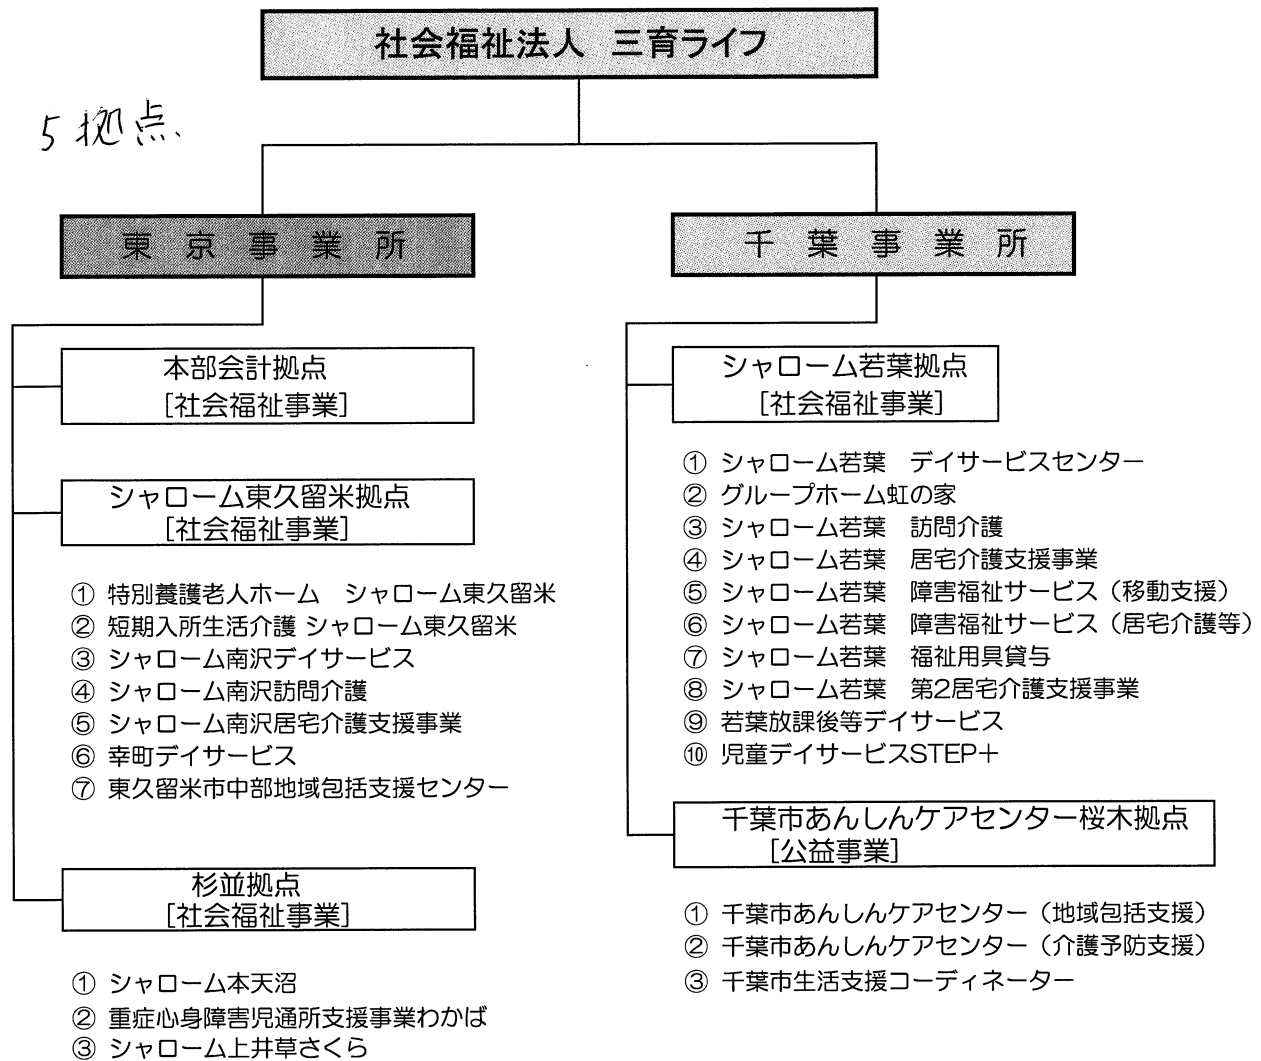 社会福祉法人 三育ライフ
5拠点、
東京事業所
本部会計拠点
[社会福祉事業]
シャローム東久留米拠点
[社会福祉事業]
① 特別養護老人ホーム シャローム東久留米
② 短期入所生活介護 シャローム東久留米
③ シャローム南沢デイサービス
④ シャローム南沢訪問介護
⑤ シャローム南沢居宅介護支援事業
⑥ 幸町デイサービス
⑦ 東久留米市中部地域包括支援センター
杉並拠点
[社会福祉事業]
① シャローム本天沼
② 重症心身障害児通所支援事業わかば
③ シャローム上井草さくら
千葉事業所
シャローム若葉拠点
[社会福祉事業]
① シャローム若葉 デイサービスセンター
② グループホーム虹の家
③ シャローム若葉 訪問介護
④ シャローム若葉 居宅介護支援事業
⑤ シャローム若葉 障害福祉サービス（移動支援）
⑥ シャローム若葉 障害福祉サービス（居宅介護等）
⑦ シャローム若葉 福祉用具貸与
⑧ シャローム若葉 第2居宅介護支援事業
⑨ 若葉放課後等デイサービス
⑩ 児童デイサービスSTEP＋
千葉市あんしんケアセンター桜木拠点
[公益事業]
① 千葉市あんしんケアセンター（地域包括支援）
② 千葉市あんしんケアセンター（介護予防支援）
③ 千葉市生活支援コーディネーター